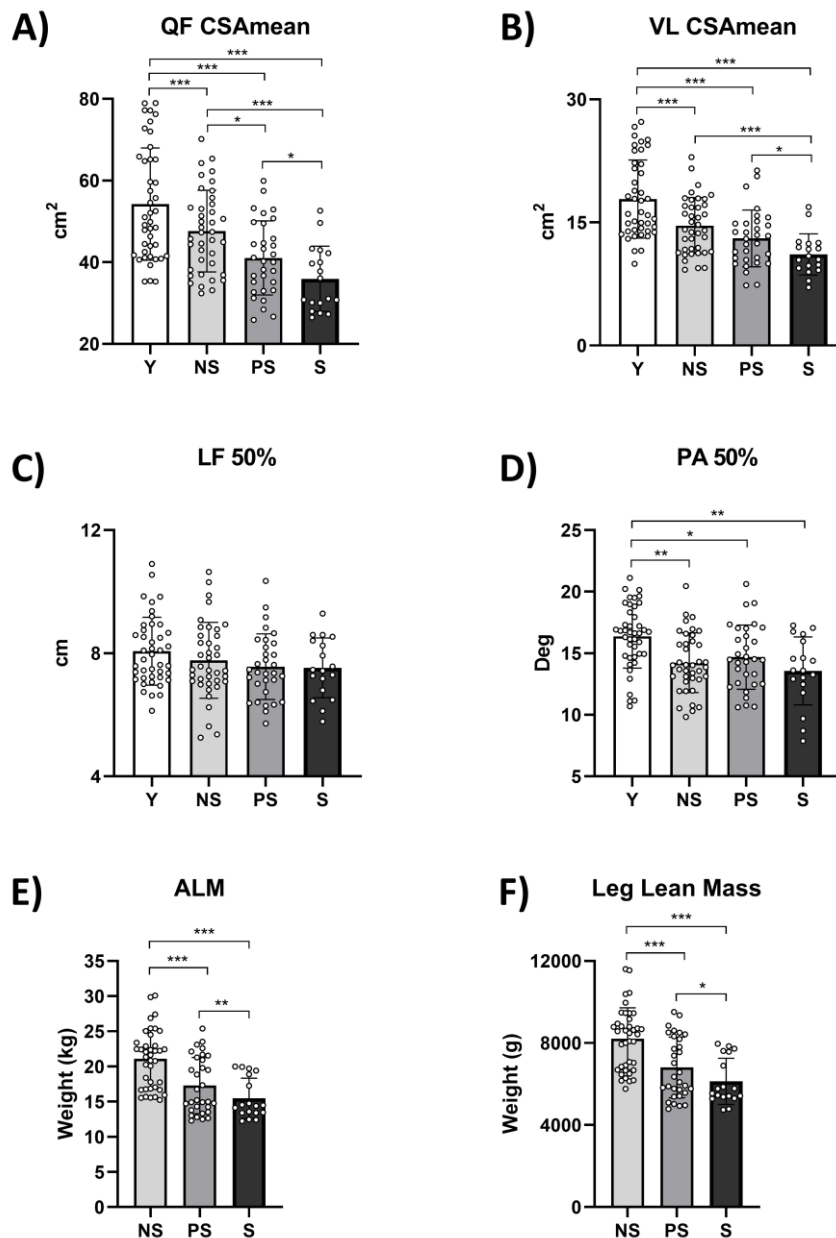 A) QF CSAmean
***
***
*** ***
* *
80
60
40
20
cm²
Y NS PS S
B) VL CSAmean
***
***
***
***
*
30
15
0
cm²
Y NS PS S
C) LF 50%
12
8
4
cm
Y NS PS S
D) PA 50%
**
*
**
25
20
15
10
5
Deg
Y NS PS S
E) ALM
***
***
**
35
30
25
20
15
10
5
0
Weight (kg)
NS PS S
F) Leg Lean Mass
***
***
*
12000
8000
4000
0
Weight (g)
NS PS S